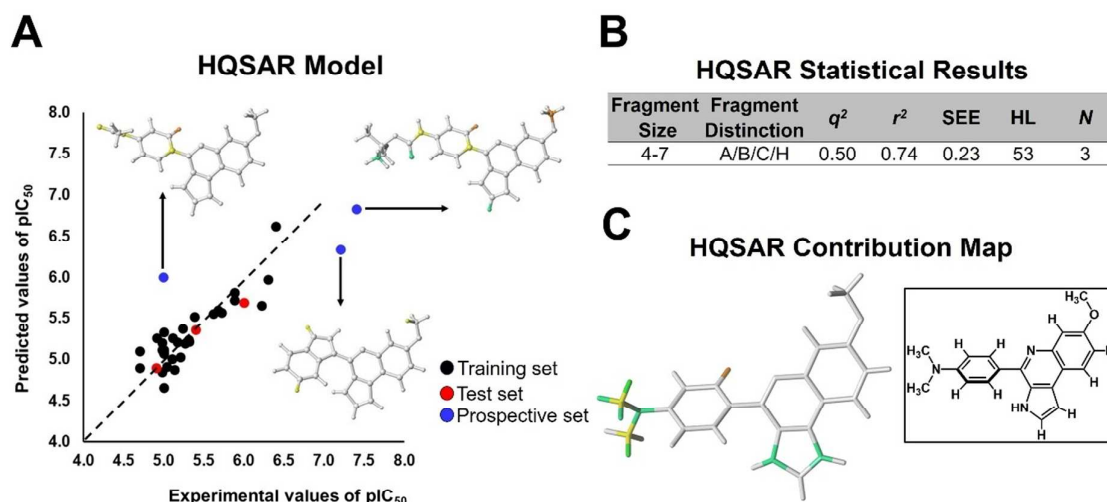 A
HQSAR Model
Predicted values of pIC50
8.0
7.5
7.0
6.5
6.0
5.5
5.0
4.5
4.0
4.0 4.5 5.0 5.5 6.0 6.5 7.2 7.0 8.0
Experimental values of pIC50
Training set
Test set
Prospective set
B
HQSAR Statistical Results
Fragment Size Fragment Distinction q² r² SEE HL N
4-7 A/B/C/H 0.50 0.74 0.23 53 3
C
HQSAR Contribution Map
H3C
O
H
H
H
H
N
H3C
N
CH3
H
H
H
HN
H
H